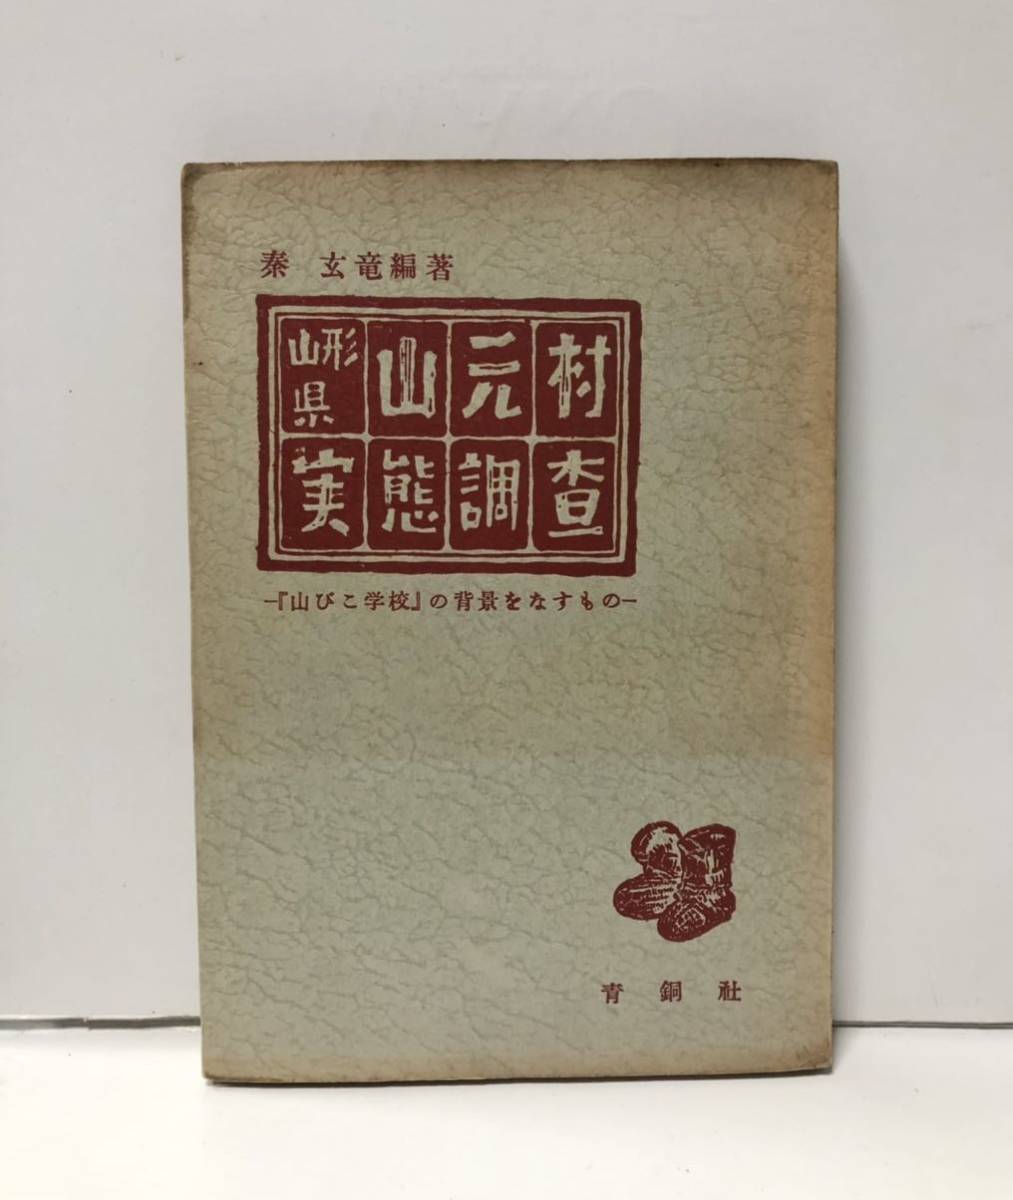 秦 玄竜編著
山形県 山元村
実態調査
―『山びこ学校』の背景をなすもの―
青銅社